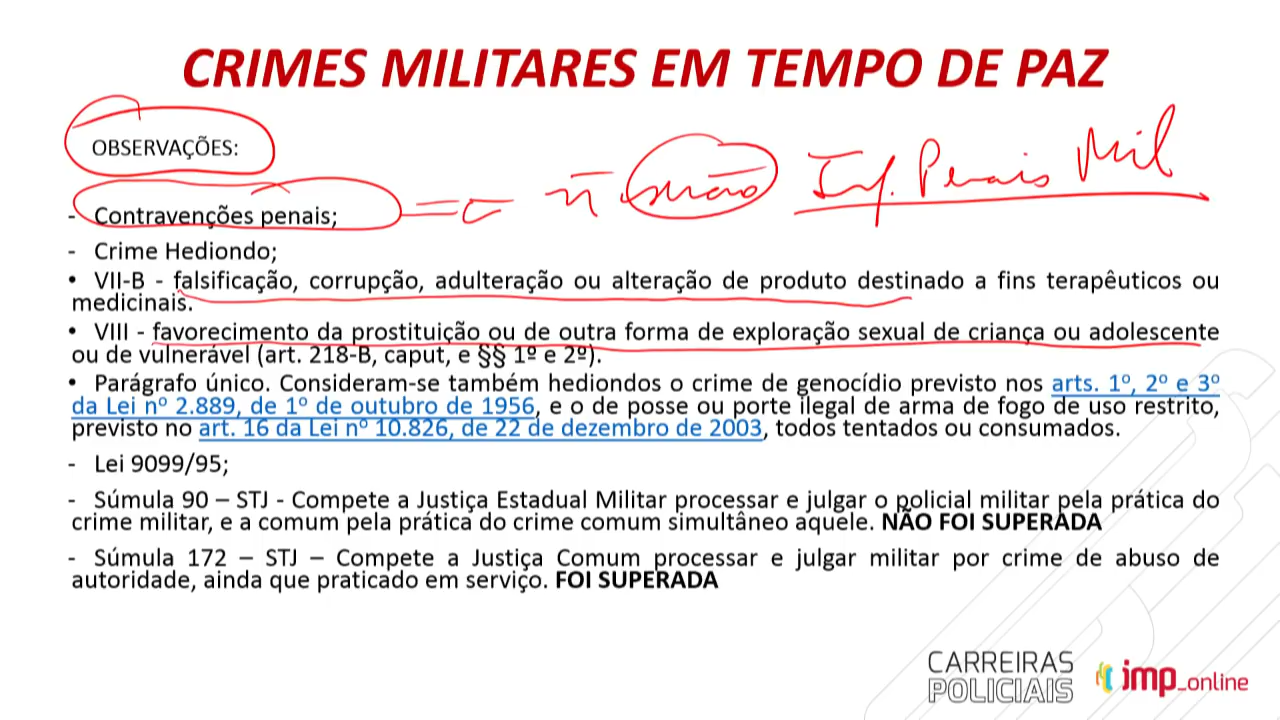 CRIMES MILITARES EM TEMPO DE PAZ
OBSERVAÇÕES:
Inf. Penais Mil
- Contravenções penais;
- Crime Hediondo;
• VII-B - falsificação, corrupção, adulteração ou alteração de produto destinado a fins terapêuticos ou
medicinais.
• VIII - favorecimento da prostituição ou de outra forma de exploração sexual de criança ou adolescente
ou de vulnerável (art. 218-B, caput, e §§ 1º e 2º).
• Parágrafo único. Consideram-se também hediondos o crime de genocídio previsto nos arts. 1º, 2º e 3º
da Lei nº 2.889, de 1º de outubro de 1956, e o de posse ou porte ilegal de arma de fogo de uso restrito,
previsto no art. 16 da Lei nº 10.826, de 22 de dezembro de 2003, todos tentados ou consumados.
- Lei 9099/95;
- Súmula 90 – STJ - Compete a Justiça Estadual Militar processar e julgar o policial militar pela prática do
crime militar, e a comum pela prática do crime comum simultâneo aquele. NÃO FOI SUPERADA
- Súmula 172 – STJ – Compete a Justiça Comum processar e julgar militar por crime de abuso de
autoridade, ainda que praticado em serviço. FOI SUPERADA
CARREIRAS
POLICIAIS
imp_online